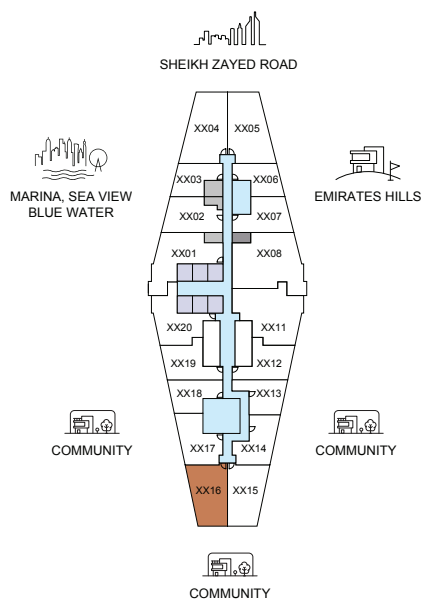 SHEIKH ZAYED ROAD
XX04 XX05
XX03 XX06
MARINA, SEA VIEW
BLUE WATER
EMIRATES HILLS
XX02 XX07
XX01 XX08
XX20 XX11
XX19 XX12
XX18 XX13
COMMUNITY
XX17 XX14
COMMUNITY
XX16 XX15
COMMUNITY